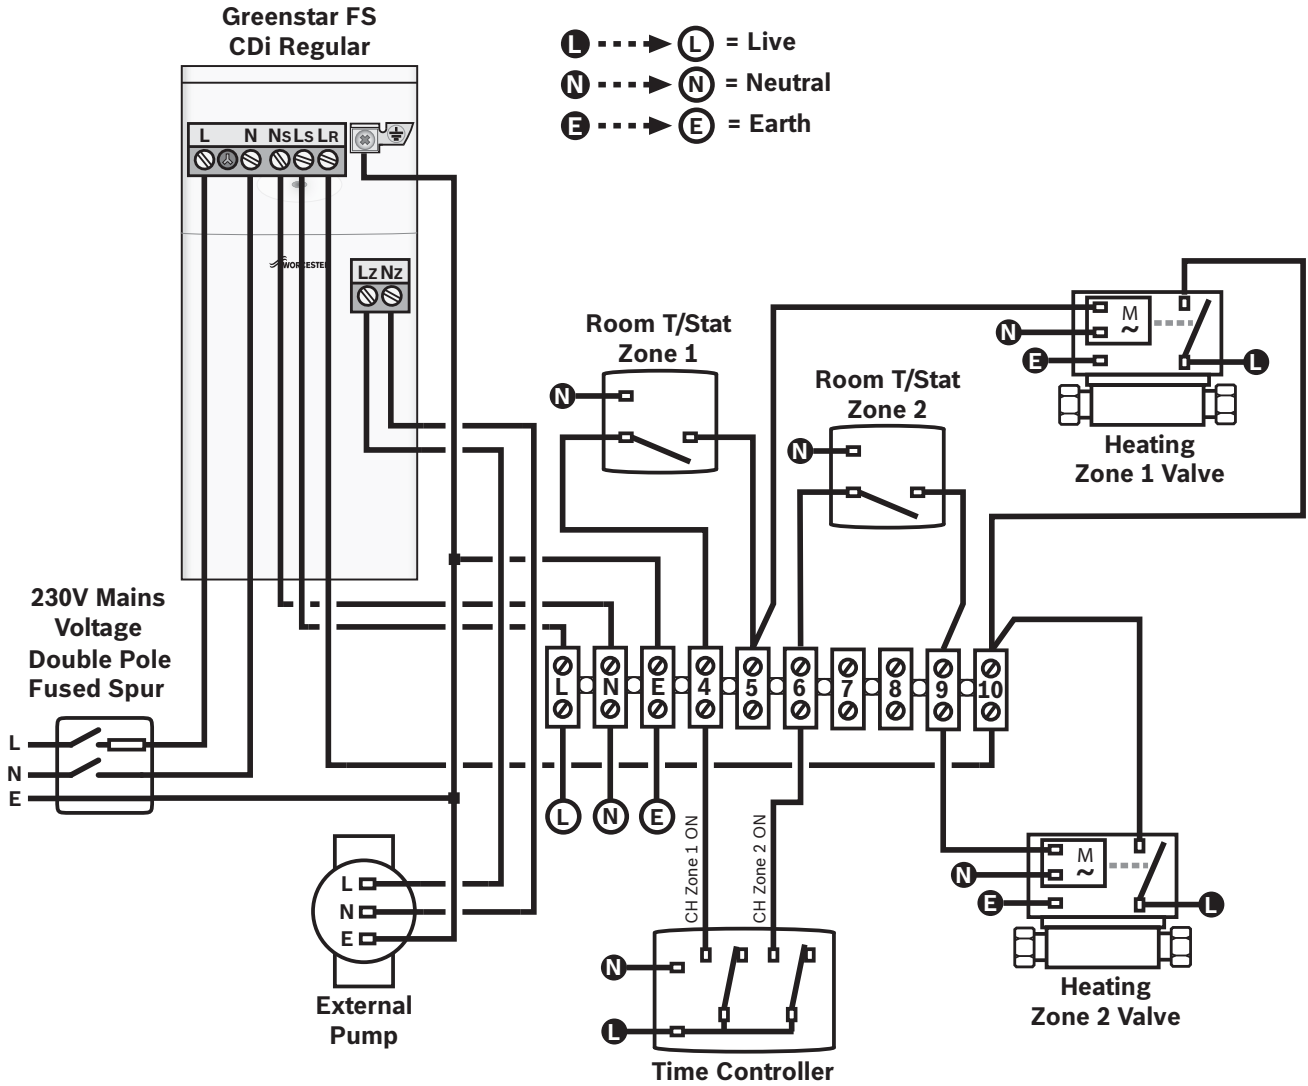 Greenstar FS
CDi Regular
L = Live
L
N = Neutral
N
E = Earth
E
L N NS LS LR
WORCESTER
LZ NZ
Room T/Stat
Zone 1
N
Room T/Stat
Zone 2
N
M
~
N
E
L
Heating
Zone 1 Valve
230V Mains
Voltage
Double Pole
Fused Spur
L
N
E
L N E 4 5 6 7 8 9 10
L N E
CH Zone 1 ON
CH Zone 2 ON
M
~
N
E
L
Heating
Zone 2 Valve
L
N
E
External
Pump
N
L
Time Controller